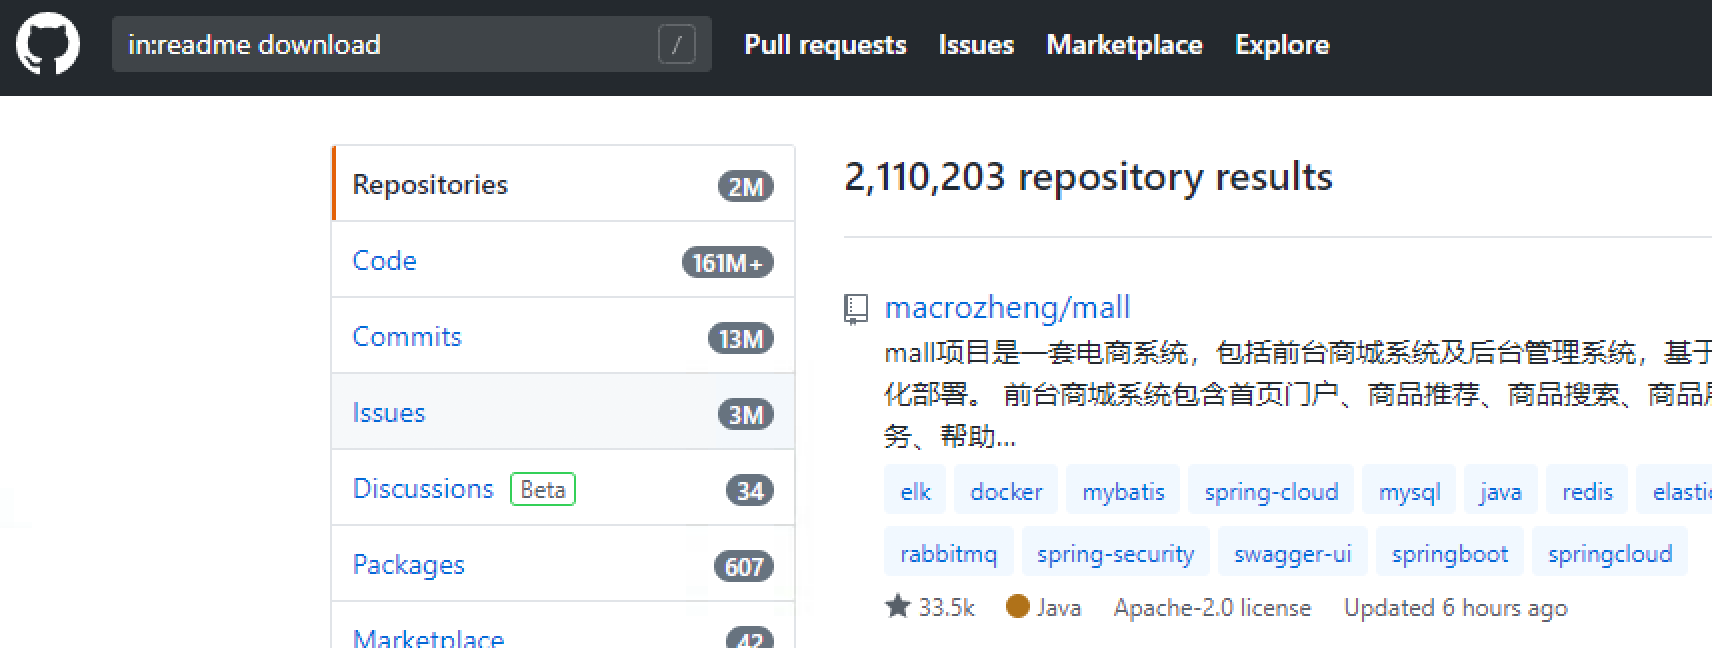 in:readme download /
Pull requests Issues Marketplace Explore
Repositories 2M
Code 161M+
Commits 13M
Issues 3M
Discussions Beta 34
Packages 607
Marketplace 42
2,110,203 repository results
macrozheng/mall
mall项目是一套电商系统，包括前台商城系统及后台管理系统，基于
化部署。 前台商城系统包含首页门户、商品推荐、商品搜索、商品
务、帮助...
elk docker mybatis spring-cloud mysql java redis elastic
rabbitmq spring-security swagger-ui springboot springcloud
33.5k Java Apache-2.0 license Updated 6 hours ago